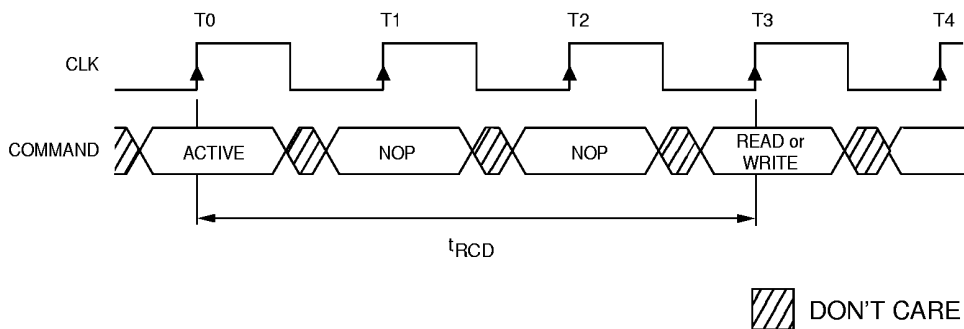 T0 T1 T2 T3 T4
CLK
COMMAND ACTIVE NOP NOP READ or
WRITE
tRCD
DON'T CARE